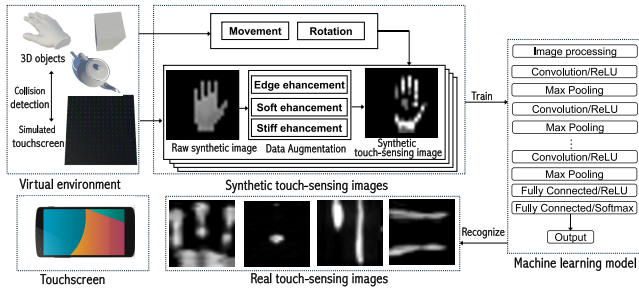 3D objects
Collision
detection
Simulated
touchscreen
Virtual environment
Movement
Rotation
Raw synthetic image
Edge ehancement
Soft ehancement
Stiff ehancement
Data Augmentation
Synthetic
touch-sensing image
Synthetic touch-sensing images
Train
Image processing
Convolution/ReLU
Max Pooling
Convolution/ReLU
Max Pooling
Convolution/ReLU
Max Pooling
Fully Connected/ReLU
Fully Connected/Softmax
Output
Machine learning model
Recognize
Touchscreen
Real touch-sensing images